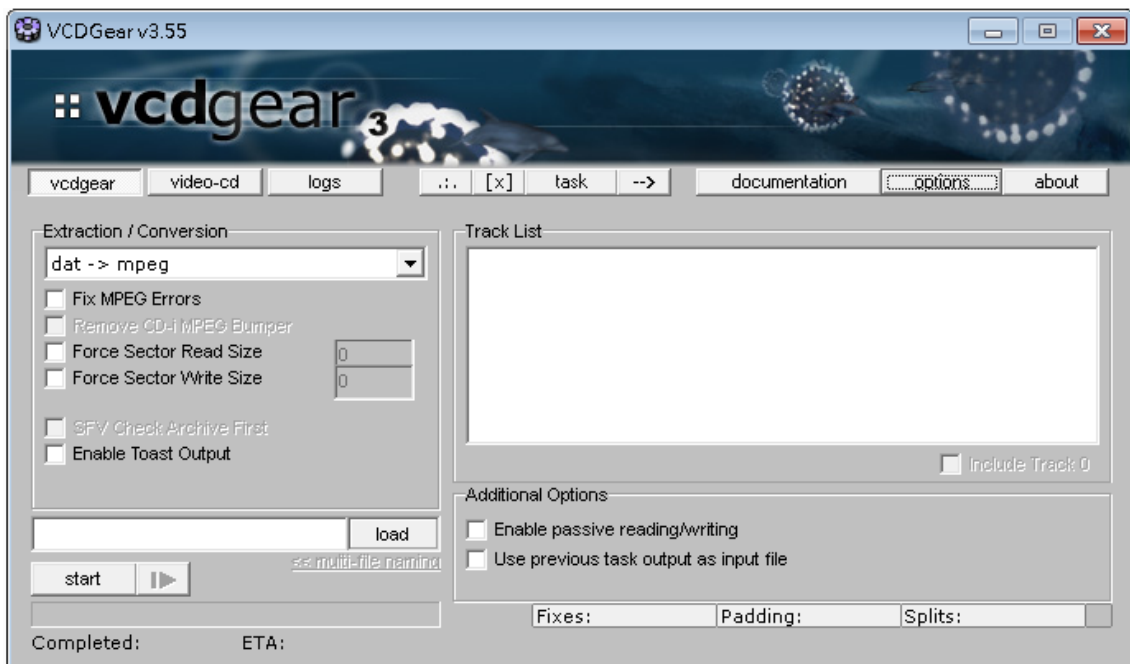 VCDGear v3.55
:: vcdgear 3
vcdgear video-cd logs .:. [x] task --> documentation options about
Extraction / Conversion
dat -> mpeg
Fix MPEG Errors
Remove CD-i MPEG Bumper
Force Sector Read Size 0
Force Sector Write Size 0
SFV Check Archive First
Enable Toast Output
load
<< multi-file naming
start
Completed: ETA:
Track List
Include Track 0
Additional Options
Enable passive reading/writing
Use previous task output as input file
Fixes: Padding: Splits: